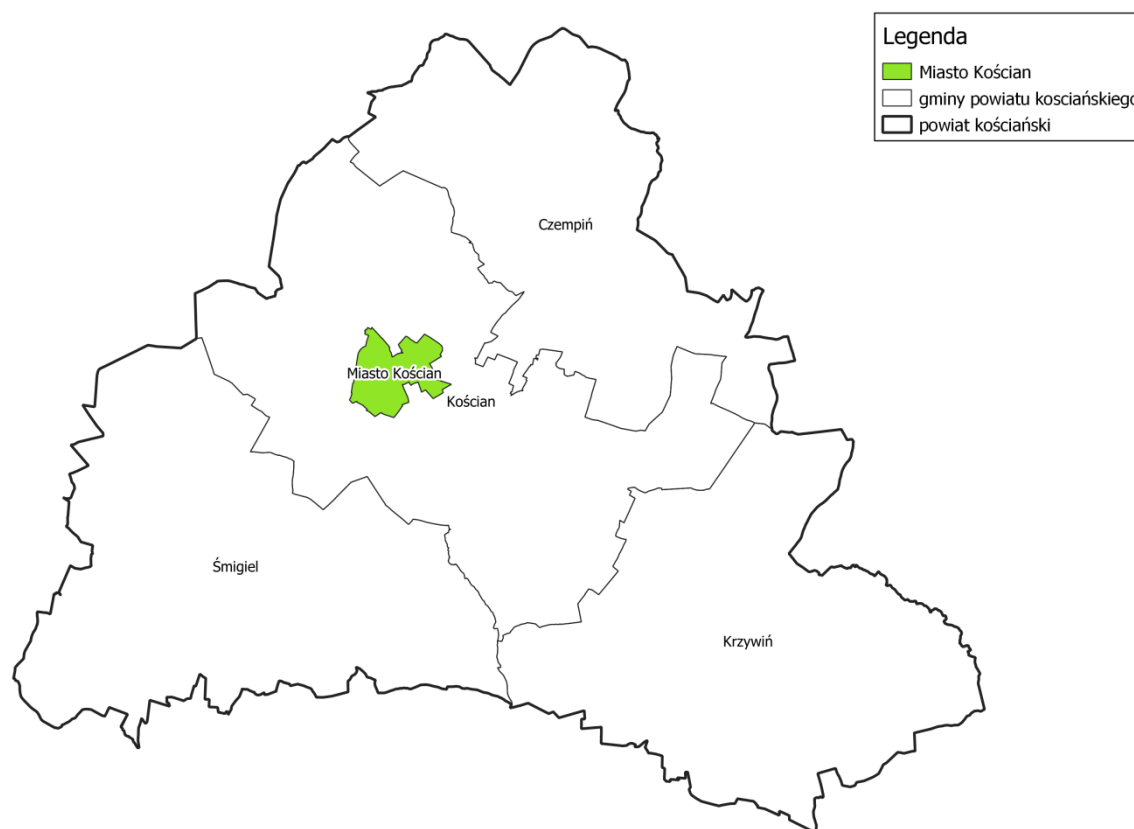 Legenda
Miasto Kościan
gminy powiatu kosciańskiego
powiat kościański
Czempiń
Miasto Kościan
Kościan
Śmigiel
Krzywiń